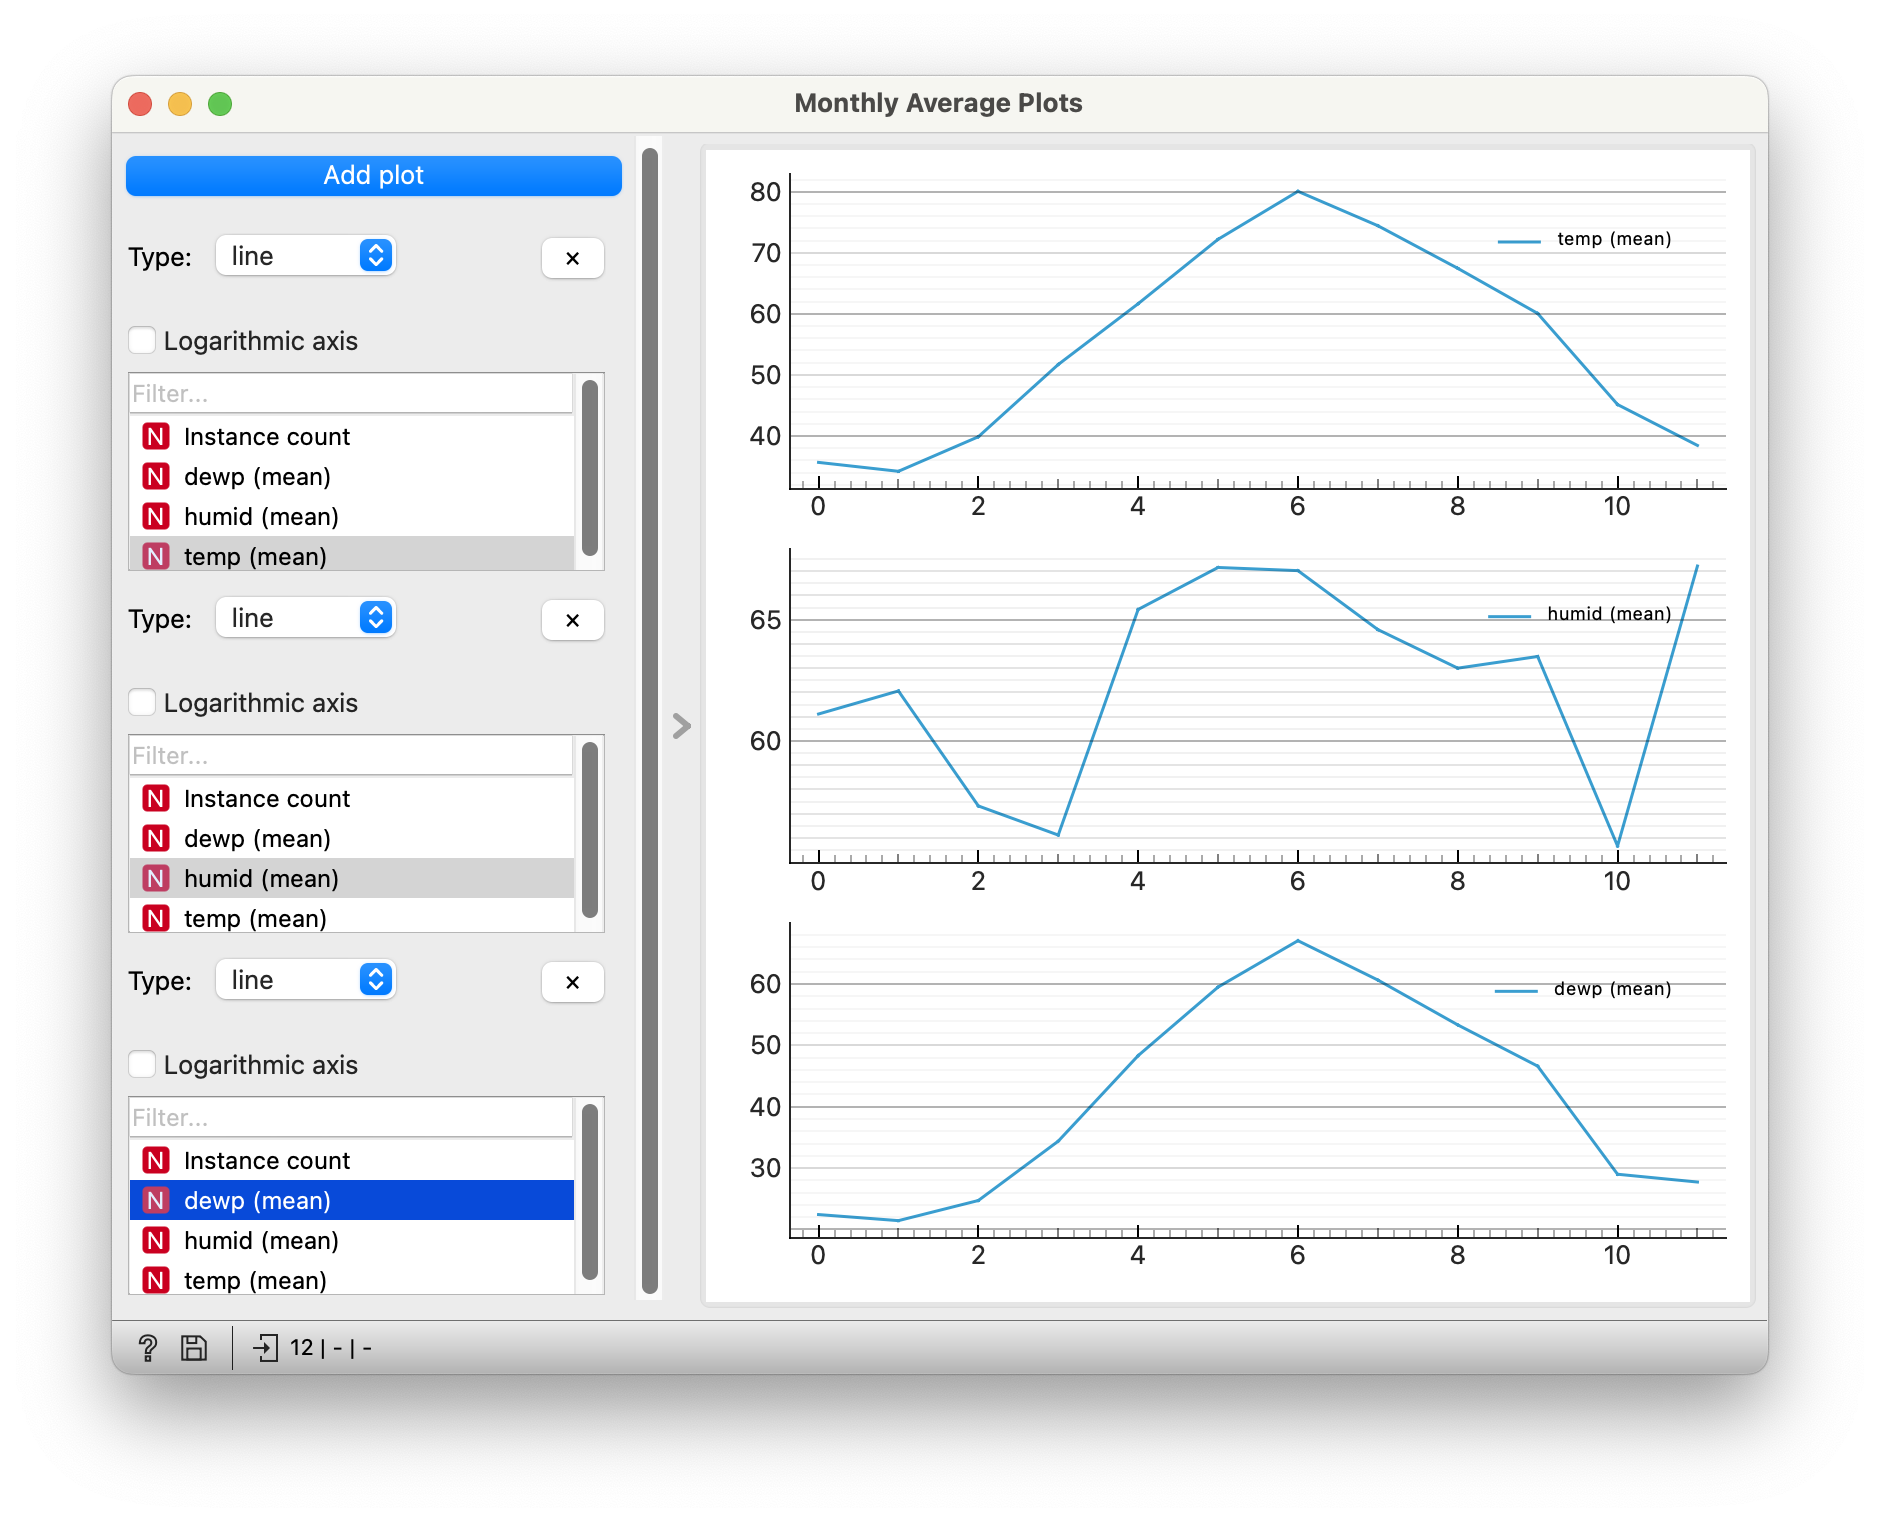 Monthly Average Plots
Add plot
Type: line ×
Logarithmic axis
Filter...
N Instance count
N dewp (mean)
N humid (mean)
N temp (mean)
Type: line ×
Logarithmic axis
Filter...
N Instance count
N dewp (mean)
N humid (mean)
N temp (mean)
Type: line ×
Logarithmic axis
Filter...
N Instance count
N dewp (mean)
N humid (mean)
N temp (mean)
80
70
60
50
40
temp (mean)
0 2 4 6 8 10
65
60
humid (mean)
0 2 4 6 8 10
60
50
40
30
dewp (mean)
0 2 4 6 8 10
? 12 | - | -